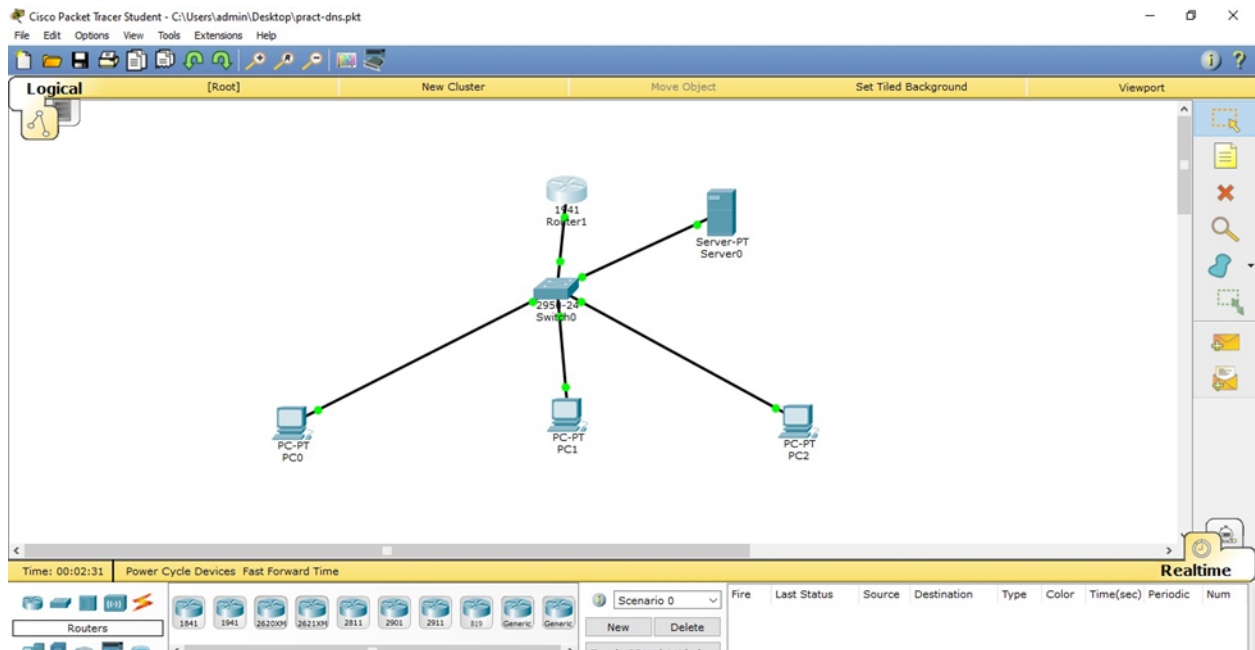 Cisco Packet Tracer Student - C:\Users\admin\Desktop\pract-dns.pkt
File Edit Options View Tools Extensions Help
Logical [Root] New Cluster Move Object Set Tiled Background Viewport
1941
Router1
Server-PT
Server0
2950-24
Switch0
PC-PT
PC0
PC-PT
PC1
PC-PT
PC2
Time: 00:02:31 Power Cycle Devices Fast Forward Time Realtime
Routers
1841 1941 2620XM 2621XM 2811 2901 2911 819 Generic Generic
Scenario 0
New Delete
Fire Last Status Source Destination Type Color Time(sec) Periodic Num